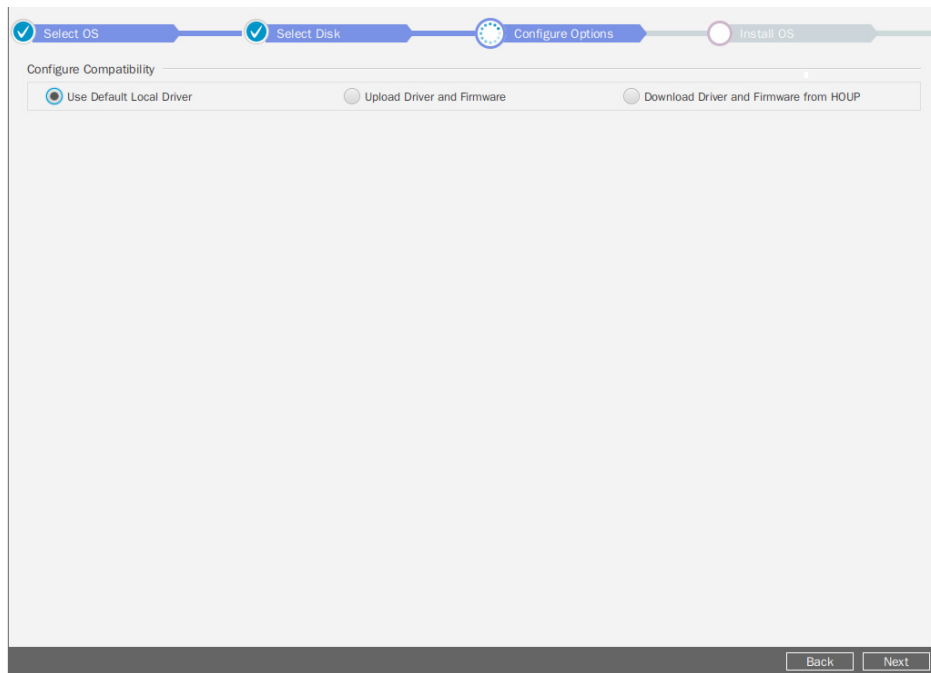 Select OS
Select Disk
Configure Options
Install OS
Configure Compatibility
Use Default Local Driver
Upload Driver and Firmware
Download Driver and Firmware from HOUP
Back
Next